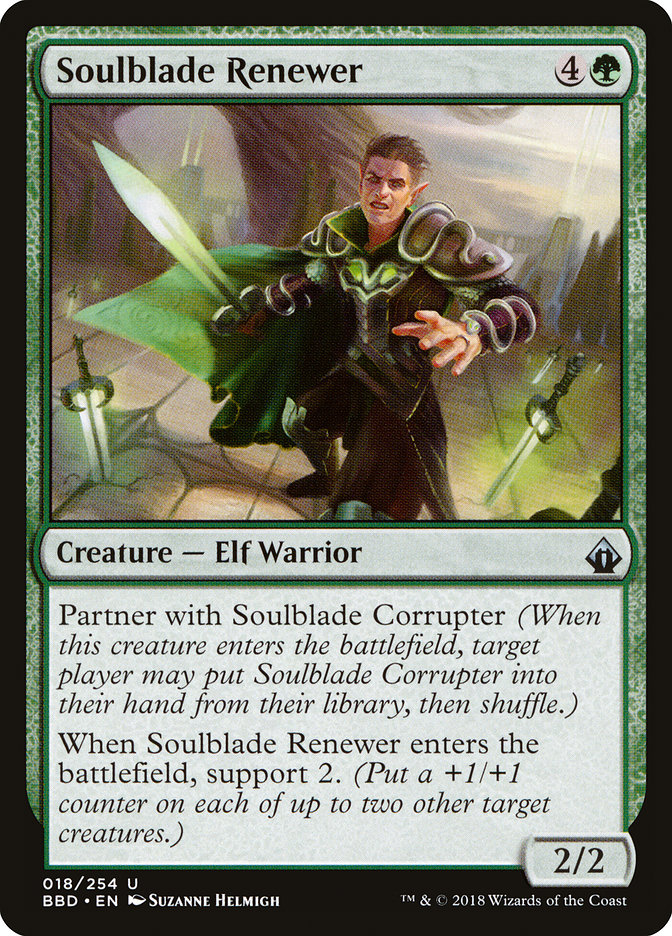 Soulblade Renewer 4
Creature — Elf Warrior
Partner with Soulblade Corrupter (When
this creature enters the battlefield, target
player may put Soulblade Corrupter into
their hand from their library, then shuffle.)
When Soulblade Renewer enters the
battlefield, support 2. (Put a +1/+1
counter on each of up to two other target
creatures.)
2/2
018/254 U
BBD • EN Suzanne Helmigh
™ & © 2018 Wizards of the Coast